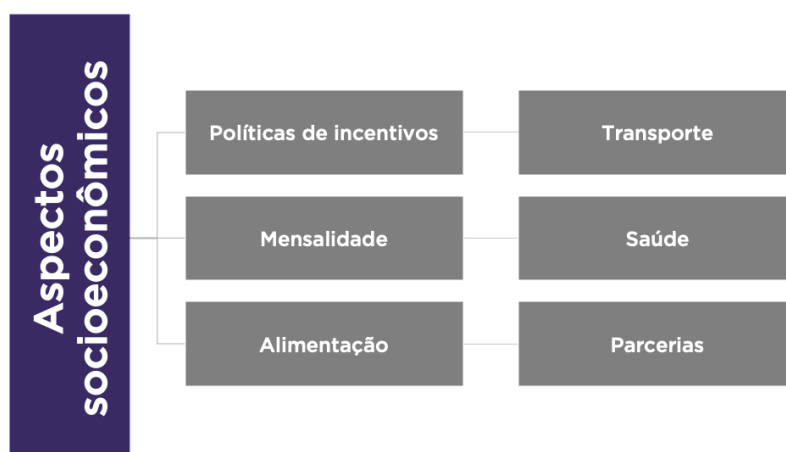 Aspectos
socioeconômicos
Políticas de incentivos
Transporte
Mensalidade
Saúde
Alimentação
Parcerias